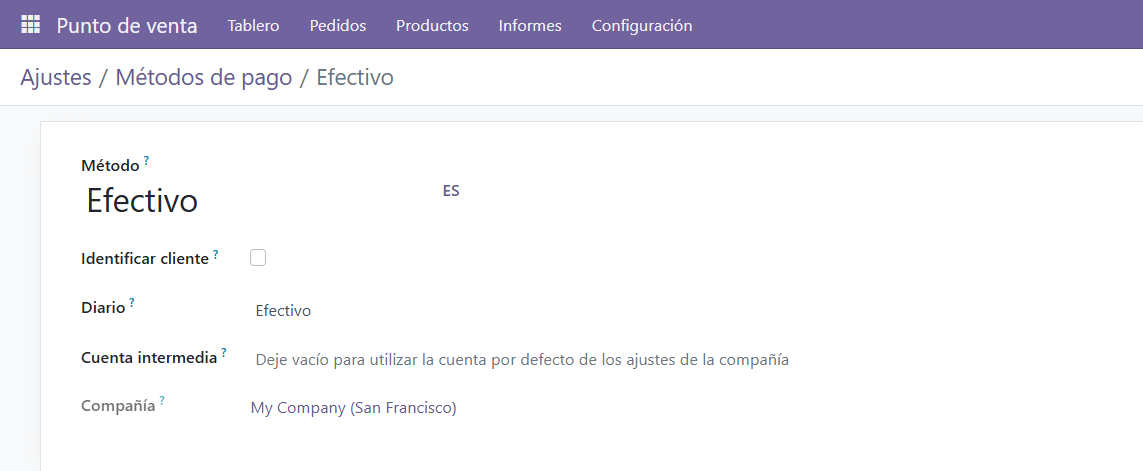 Punto de venta Tablero Pedidos Productos Informes Configuración
Ajustes / Métodos de pago / Efectivo
Método ?
Efectivo ES
Identificar cliente ?
Diario ? Efectivo
Cuenta intermedia ? Deje vacío para utilizar la cuenta por defecto de los ajustes de la compañía
Compañía ? My Company (San Francisco)